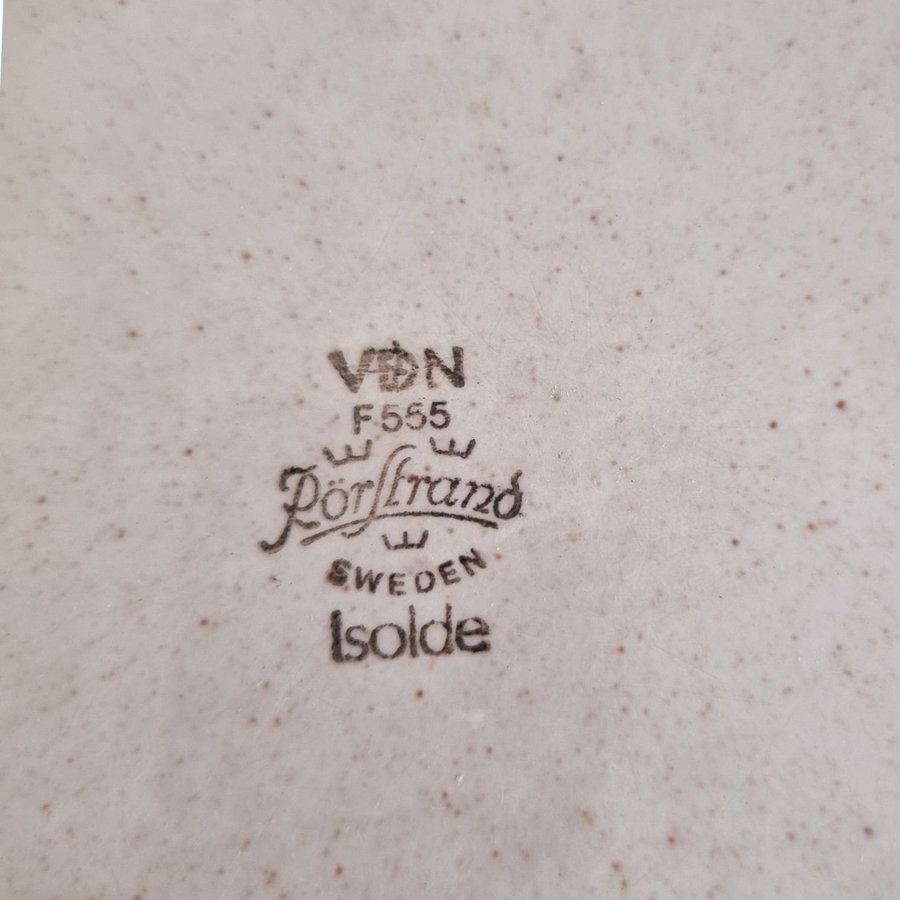 VDN
F555
Rörstrand
SWEDEN
Isolde